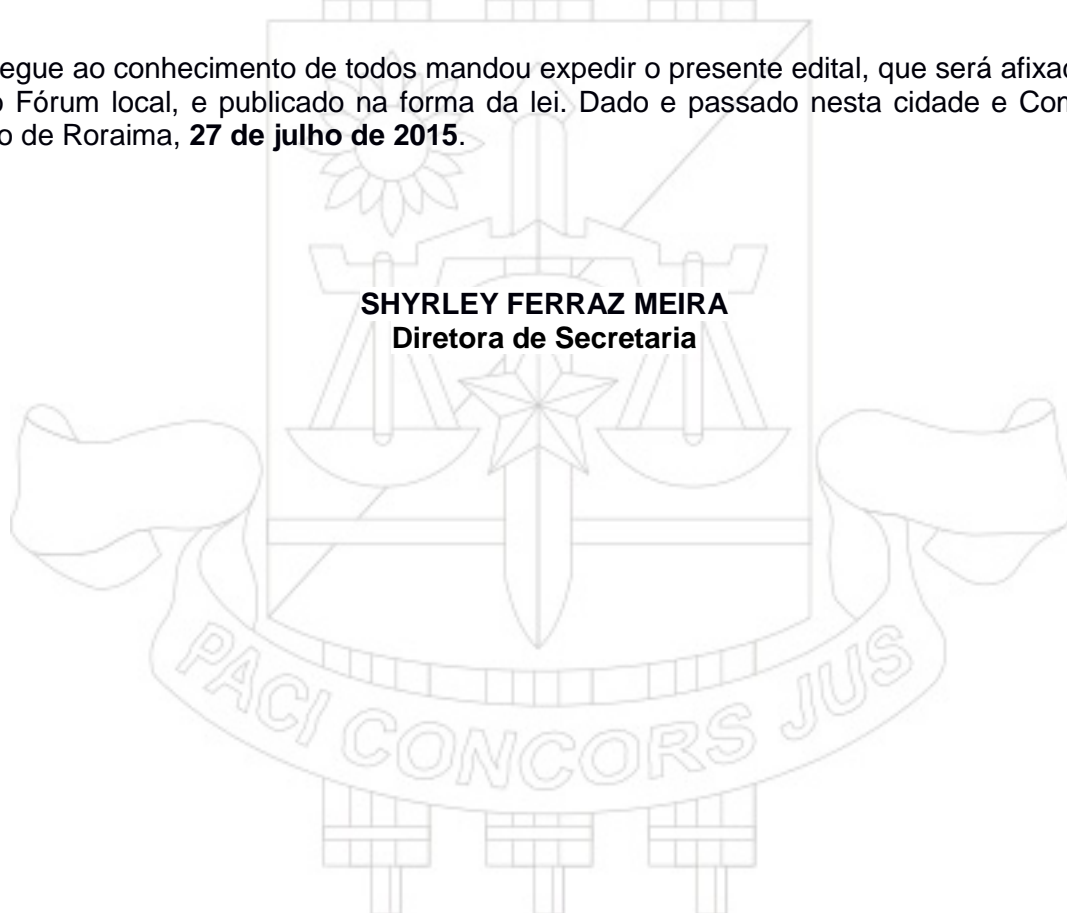 egue ao conhecimento de todos mandou expedir o presente edital, que será afixad
o Fórum local, e publicado na forma da lei. Dado e passado nesta cidade e Com
o de Roraima, 27 de julho de 2015.
SHYRLEY FERRAZ MEIRA
Diretora de Secretaria
PACI CONCORS JUS